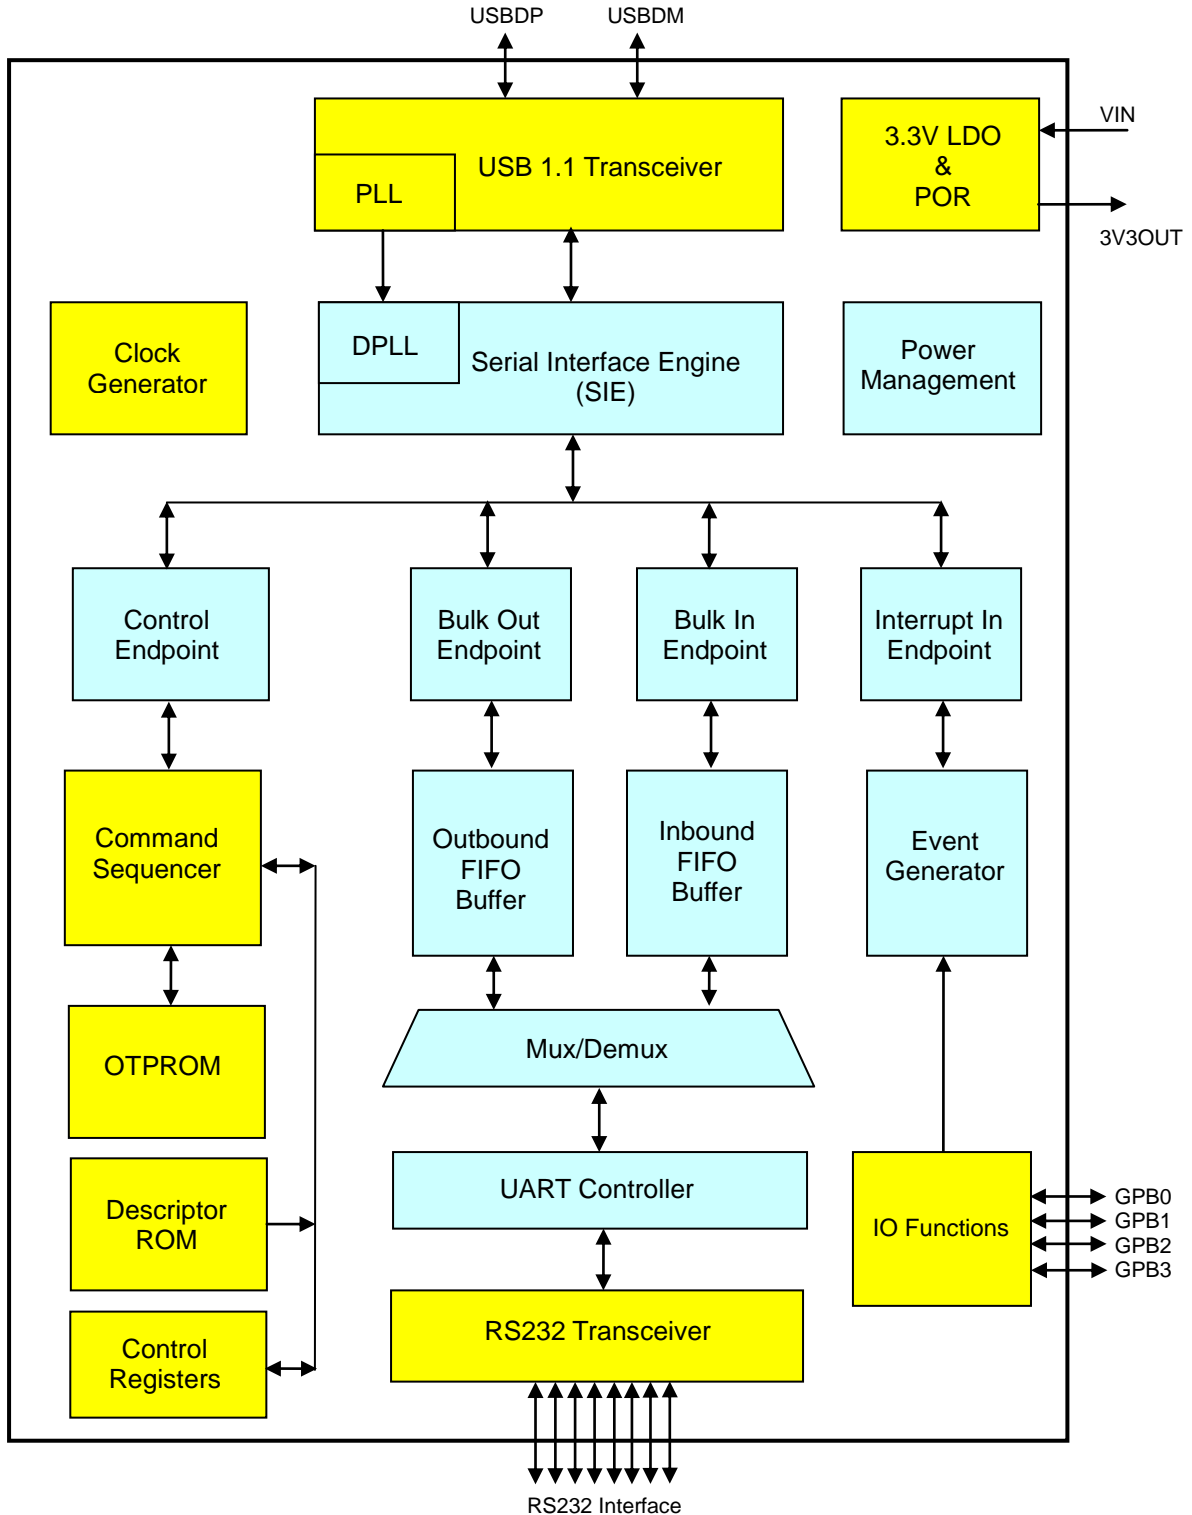 USBDP
USBDM
USB 1.1 Transceiver
PLL
3.3V LDO
&
POR
VIN
3V3OUT
Clock
Generator
DPLL
Serial Interface Engine
(SIE)
Power
Management
Control
Endpoint
Bulk Out
Endpoint
Bulk In
Endpoint
Interrupt In
Endpoint
Command
Sequencer
Outbound
FIFO
Buffer
Inbound
FIFO
Buffer
Event
Generator
OTPROM
Mux/Demux
Descriptor
ROM
UART Controller
IO Functions
GPB0
GPB1
GPB2
GPB3
Control
Registers
RS232 Transceiver
RS232 Interface